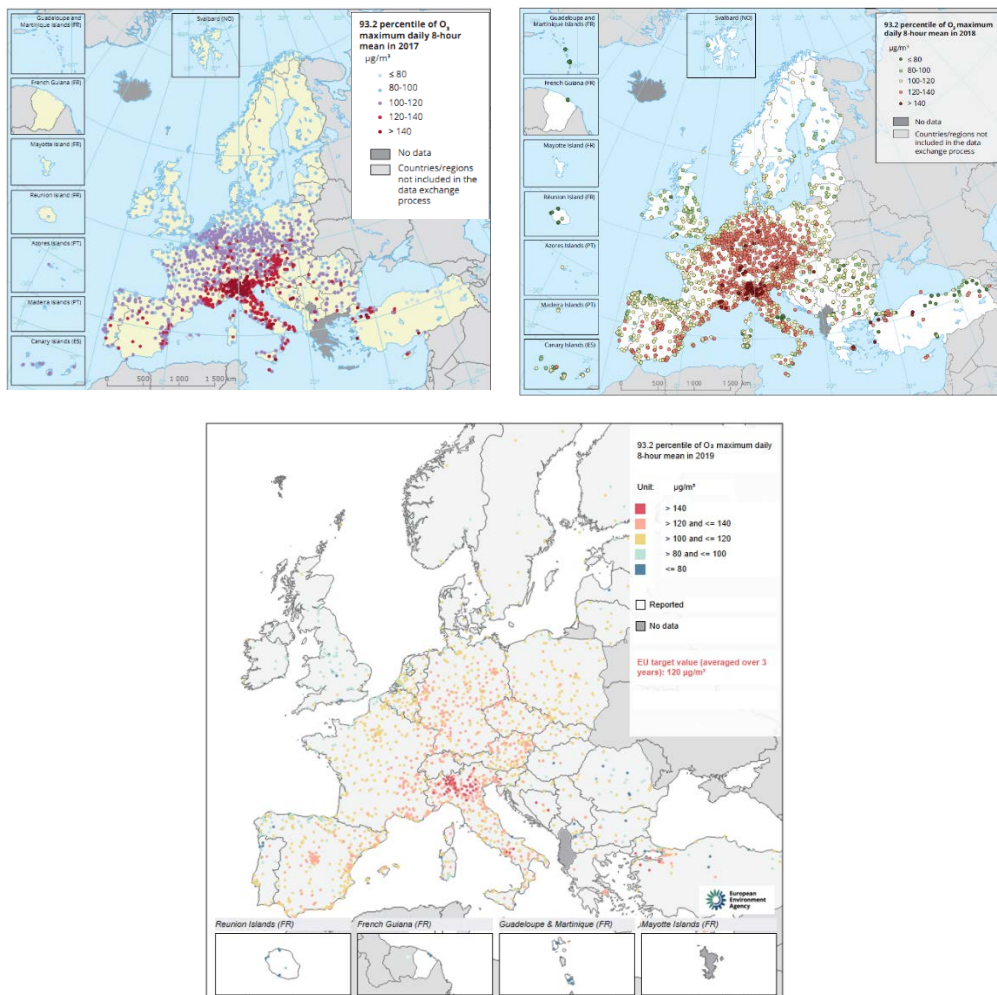 Guadeloupe and
Martinique Islands (FR)
French Guiana (FR)
Mayotte Island (FR)
Reunion Island (FR)
Azores Islands (PT)
Madeira Islands (PT)
Canary Islands (ES)
Svalbard (NO)
93.2 percentile of O₃
maximum daily 8-hour
mean in 2017
µg/m³
≤ 80
80-100
100-120
120-140
> 140
No data
Countries/regions
not included in the
data exchange
process
0 500 1 000 1 500 km
Guadeloupe and
Martinique Islands (FR)
French Guiana (FR)
Mayotte Islands (FR)
Réunion Island (FR)
Azores Islands (PT)
Madeira Islands (PT)
Canary Islands (ES)
Svalbard (NO)
93.2 percentile of O₃ maximum
daily 8-hour mean in 2018
µg/m³
≤ 80
80-100
100-120
120-140
> 140
No data
Countries/regions not
included in the data
exchange process
0 500 1 000 1 500 km
93.2 percentile of O₃ maximum daily
8-hour mean in 2019
Unit: µg/m³
> 140
> 120 and <= 140
> 100 and <= 120
> 80 and <= 100
<= 80
Reported
No data
EU target value (averaged over 3
years): 120 µg/m³
European
Environment
Agency
Reunion Islands (FR)
French Guiana (FR)
Guadeloupe & Martinique (FR)
Mayotte Islands (FR)